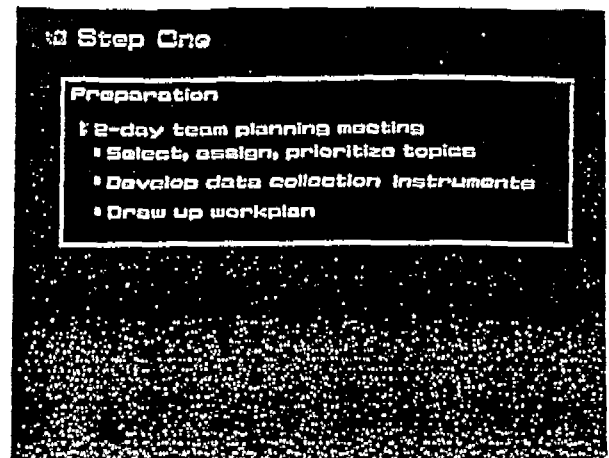 Step One
Preparation
2-day team planning meeting
Select, assign, prioritize topics
Develop data collection instruments
Draw up workplan